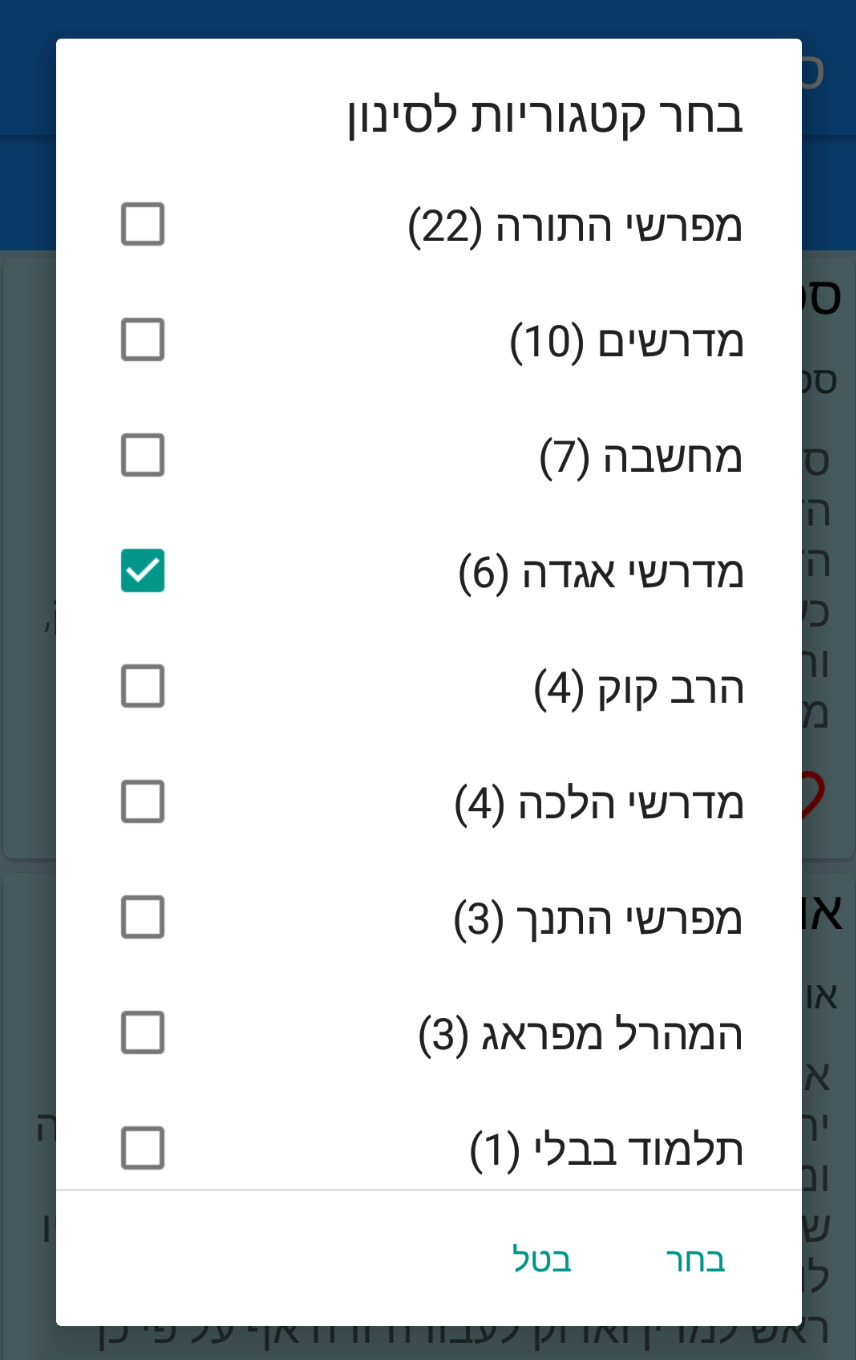 בחר קטגוריות לסינון
מפרשי התורה (22)
מדרשים (10)
מחשבה (7)
מדרשי אגדה (6)
הרב קוק (4)
מדרשי הלכה (4)
מפרשי התנך (3)
המהרל מפראג (3)
תלמוד בבלי (1)
בחר
בטל